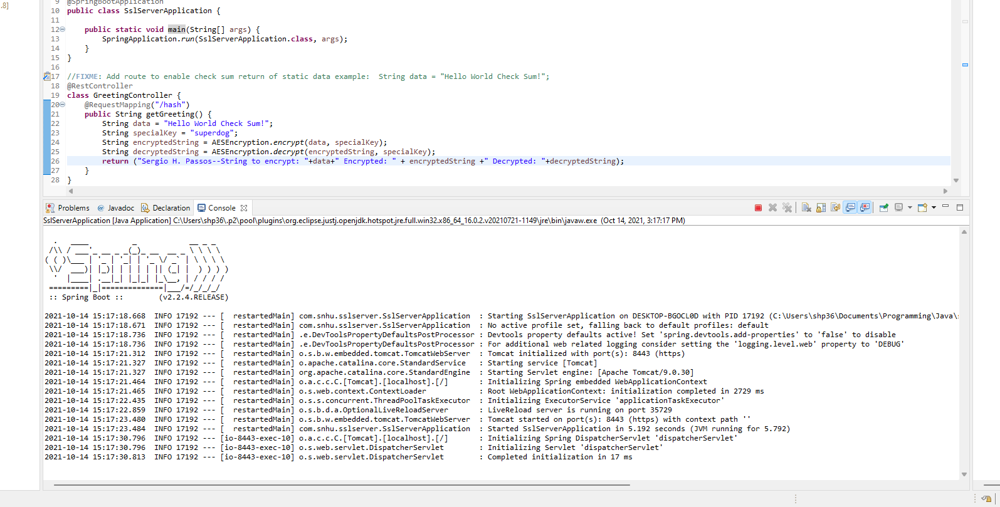 .8]
9 @SpringBootApplication
10 public class SslServerApplication {
11
12 public static void main(String[] args) {
13 SpringApplication.run(SslServerApplication.class, args);
14 }
15 }
16
17 //FIXME: Add route to enable check sum return of static data example:  String data = "Hello World Check Sum!";
18 @RestController
19 class GreetingController {
20 @RequestMapping("/hash")
21 public String getGreeting() {
22 String data = "Hello World Check Sum!";
23 String specialKey = "superdog";
24 String encryptedString = AESEncryption.encrypt(data, specialKey);
25 String decryptedString = AESEncryption.decrypt(encryptedString, specialKey);
26 return ("Sergio H. Passos--String to encrypt: "+data+" Encrypted: " + encryptedString +" Decrypted: "+decryptedString);
27 }
28 }
Problems @ Javadoc Declaration Console
SslServerApplication [Java Application] C:\Users\shp36\.p2\pool\plugins\org.eclipse.justj.openjdk.hotspot.jre.full.win32.x86_64_16.0.2.v20210721-1149\jre\bin\javaw.exe (Oct 14, 2021, 3:17:17 PM)
Spring
:: Spring Boot :: (v2.2.4.RELEASE)
2021-10-14 15:17:18.668  INFO 17192 --- [  restartedMain] com.snhu.sslserver.SslServerApplication  : Starting SslServerApplication on DESKTOP-BGOCL0D with PID 17192 (C:\Users\shp36\Documents\Programming\Java\
2021-10-14 15:17:18.671  INFO 17192 --- [  restartedMain] com.snhu.sslserver.SslServerApplication  : No active profile set, falling back to default profiles: default
2021-10-14 15:17:18.736  INFO 17192 --- [  restartedMain] .e.DevToolsPropertyDefaultsPostProcessor : Devtools property defaults active! Set 'spring.devtools.add-properties' to 'false' to disable
2021-10-14 15:17:18.736  INFO 17192 --- [  restartedMain] .e.DevToolsPropertyDefaultsPostProcessor : For additional web related logging consider setting the 'logging.level.web' property to 'DEBUG'
2021-10-14 15:17:21.312  INFO 17192 --- [  restartedMain] o.s.b.w.embedded.tomcat.TomcatWebServer  : Tomcat initialized with port(s): 8443 (https)
2021-10-14 15:17:21.327  INFO 17192 --- [  restartedMain] o.apache.catalina.core.StandardService   : Starting service [Tomcat]
2021-10-14 15:17:21.327  INFO 17192 --- [  restartedMain] org.apache.catalina.core.StandardEngine  : Starting Servlet engine: [Apache Tomcat/9.0.30]
2021-10-14 15:17:21.464  INFO 17192 --- [  restartedMain] o.a.c.c.C.[Tomcat].[localhost].[/]       : Initializing Spring embedded WebApplicationContext
2021-10-14 15:17:21.465  INFO 17192 --- [  restartedMain] o.s.web.context.ContextLoader            : Root WebApplicationContext: initialization completed in 2729 ms
2021-10-14 15:17:22.435  INFO 17192 --- [  restartedMain] o.s.s.concurrent.ThreadPoolTaskExecutor  : Initializing ExecutorService 'applicationTaskExecutor'
2021-10-14 15:17:22.859  INFO 17192 --- [  restartedMain] o.s.b.d.a.OptionalLiveReloadServer       : LiveReload server is running on port 35729
2021-10-14 15:17:23.480  INFO 17192 --- [  restartedMain] o.s.b.w.embedded.tomcat.TomcatWebServer  : Tomcat started on port(s): 8443 (https) with context path ''
2021-10-14 15:17:23.484  INFO 17192 --- [  restartedMain] com.snhu.sslserver.SslServerApplication  : Started SslServerApplication in 5.192 seconds (JVM running for 5.792)
2021-10-14 15:17:30.796  INFO 17192 --- [io-8443-exec-10] o.a.c.c.C.[Tomcat].[localhost].[/]       : Initializing Spring DispatcherServlet 'dispatcherServlet'
2021-10-14 15:17:30.796  INFO 17192 --- [io-8443-exec-10] o.s.web.servlet.DispatcherServlet        : Initializing Servlet 'dispatcherServlet'
2021-10-14 15:17:30.813  INFO 17192 --- [io-8443-exec-10] o.s.web.servlet.DispatcherServlet        : Completed initialization in 17 ms